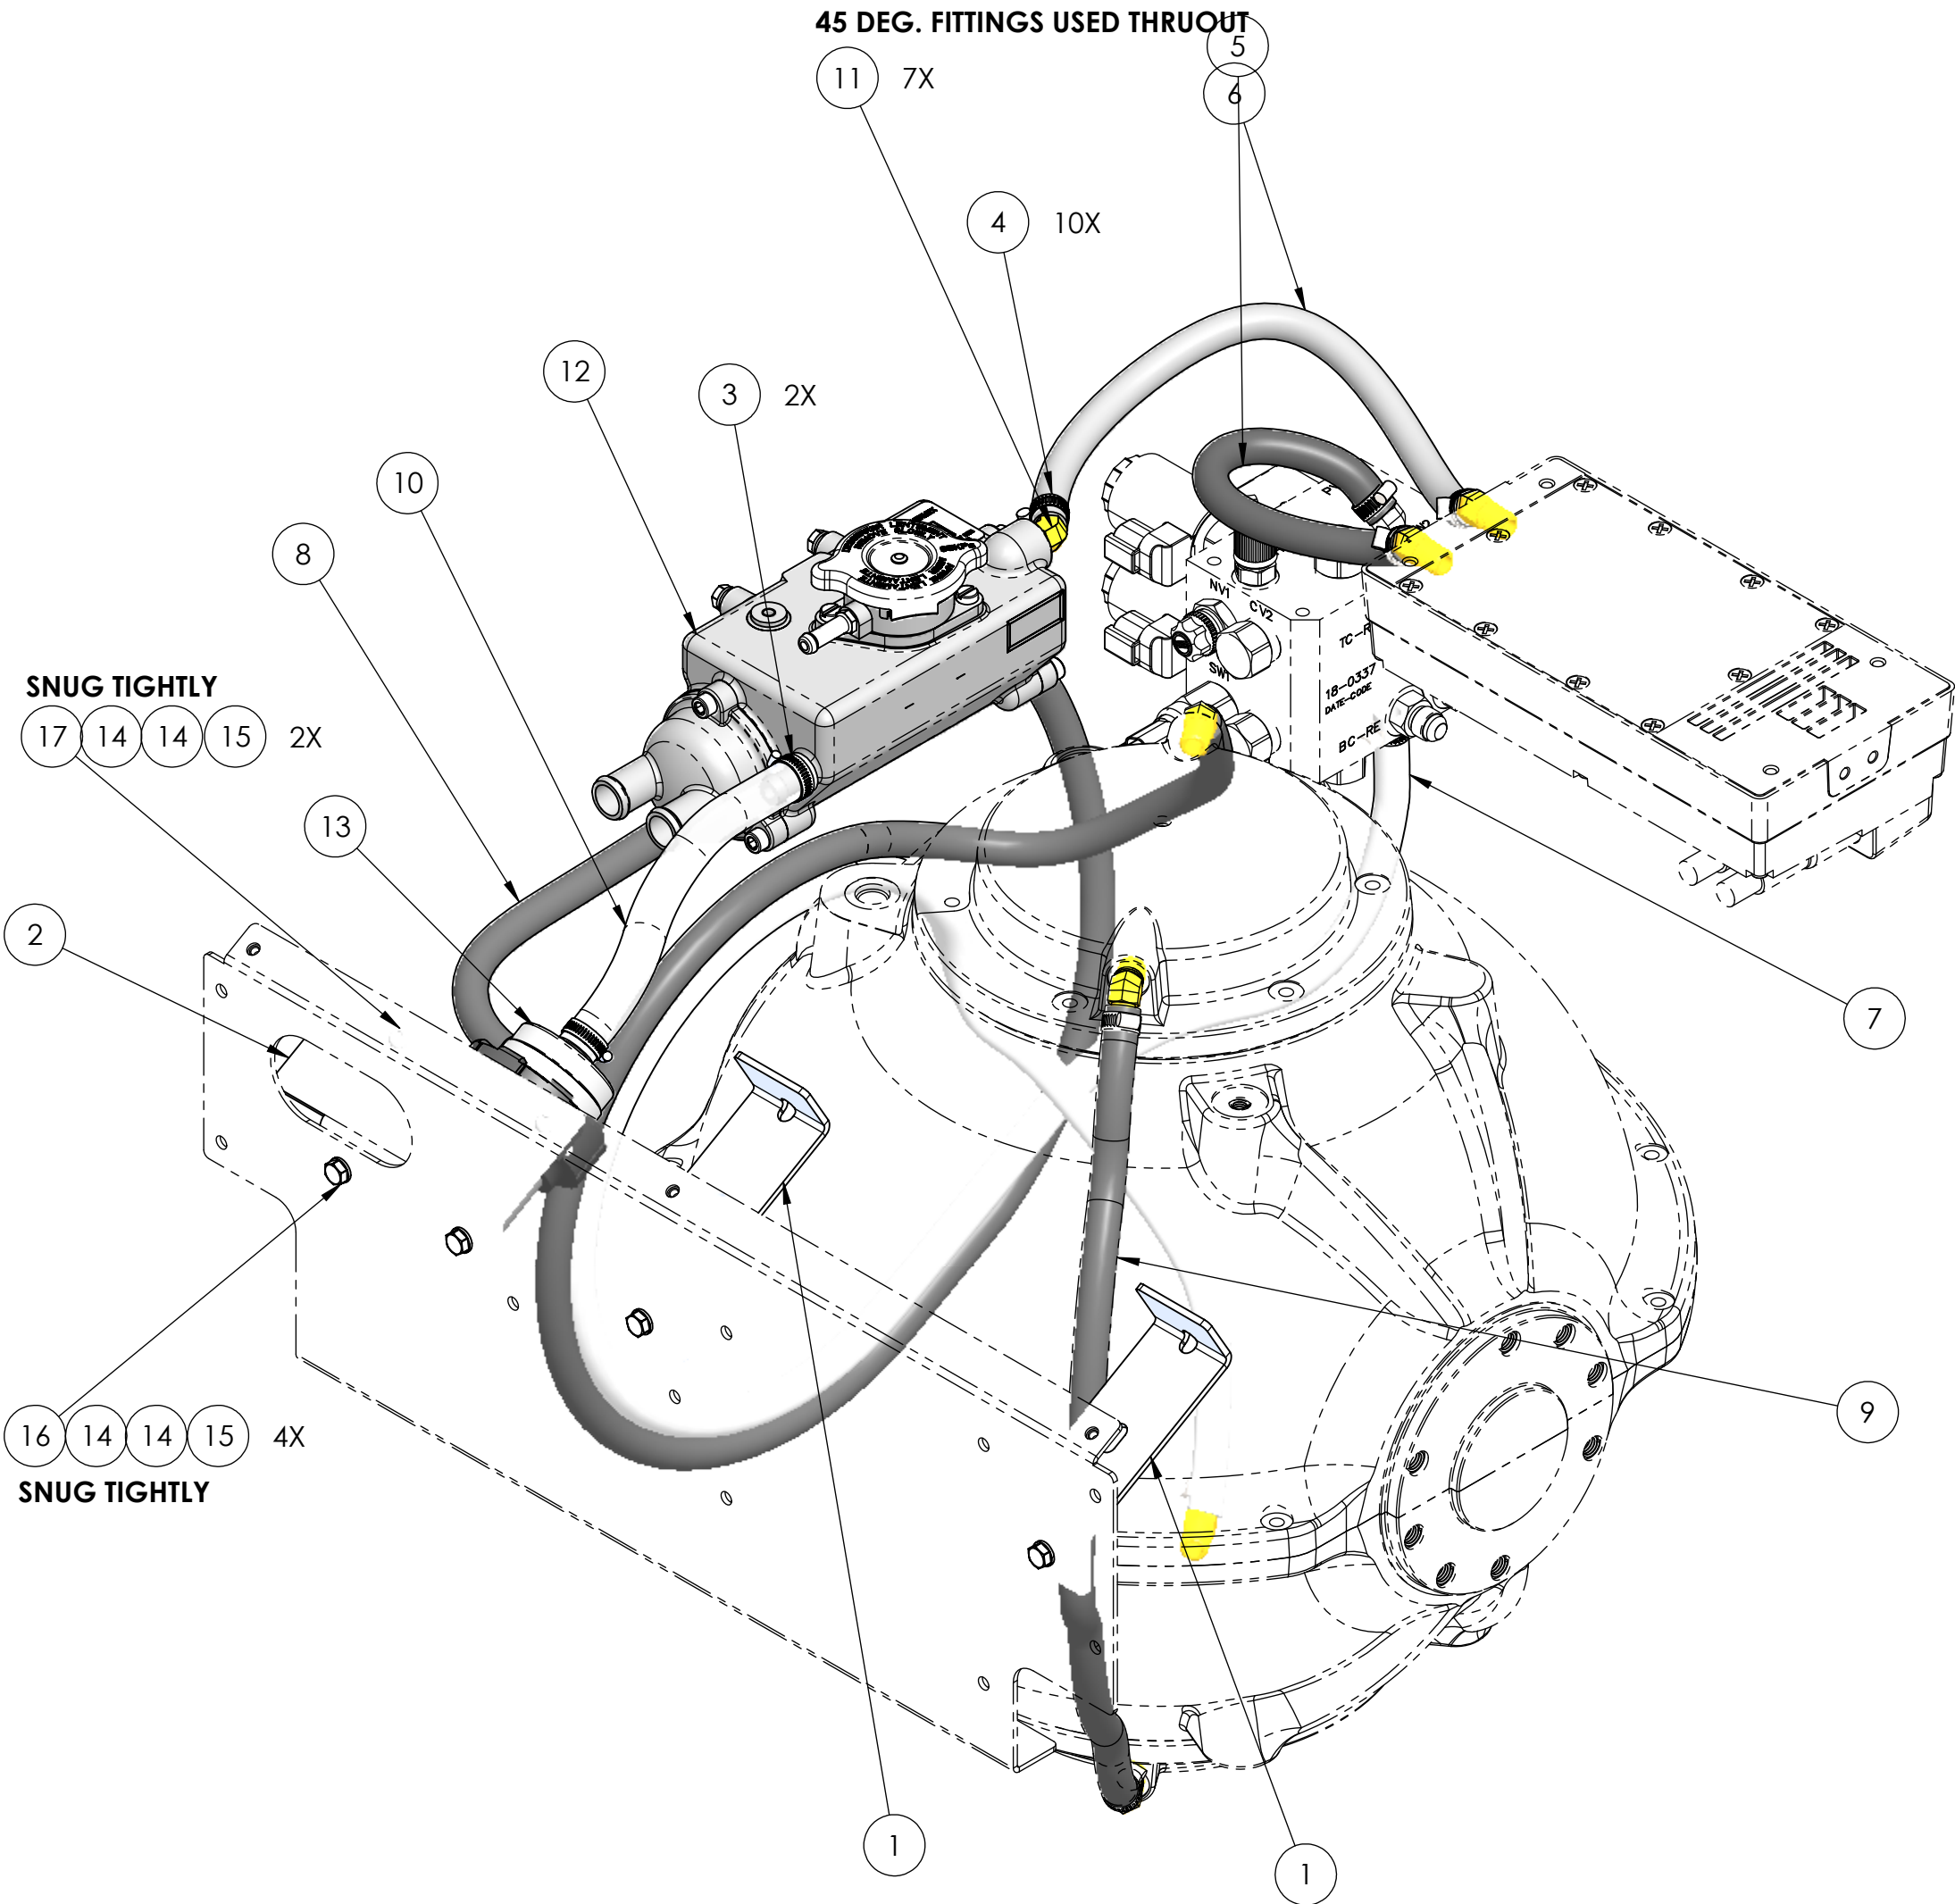 45 DEG. FITTINGS USED THRUOUT
5
11 7X
6
4 10X
12
3 2X
10
8
NV1
CV2
TC-R
SW1
18-0337
DATE-CODE
BC-RE
SNUG TIGHTLY
17 14 14 15 2X
13
2
7
9
16 14 14 15 4X
SNUG TIGHTLY
1
1